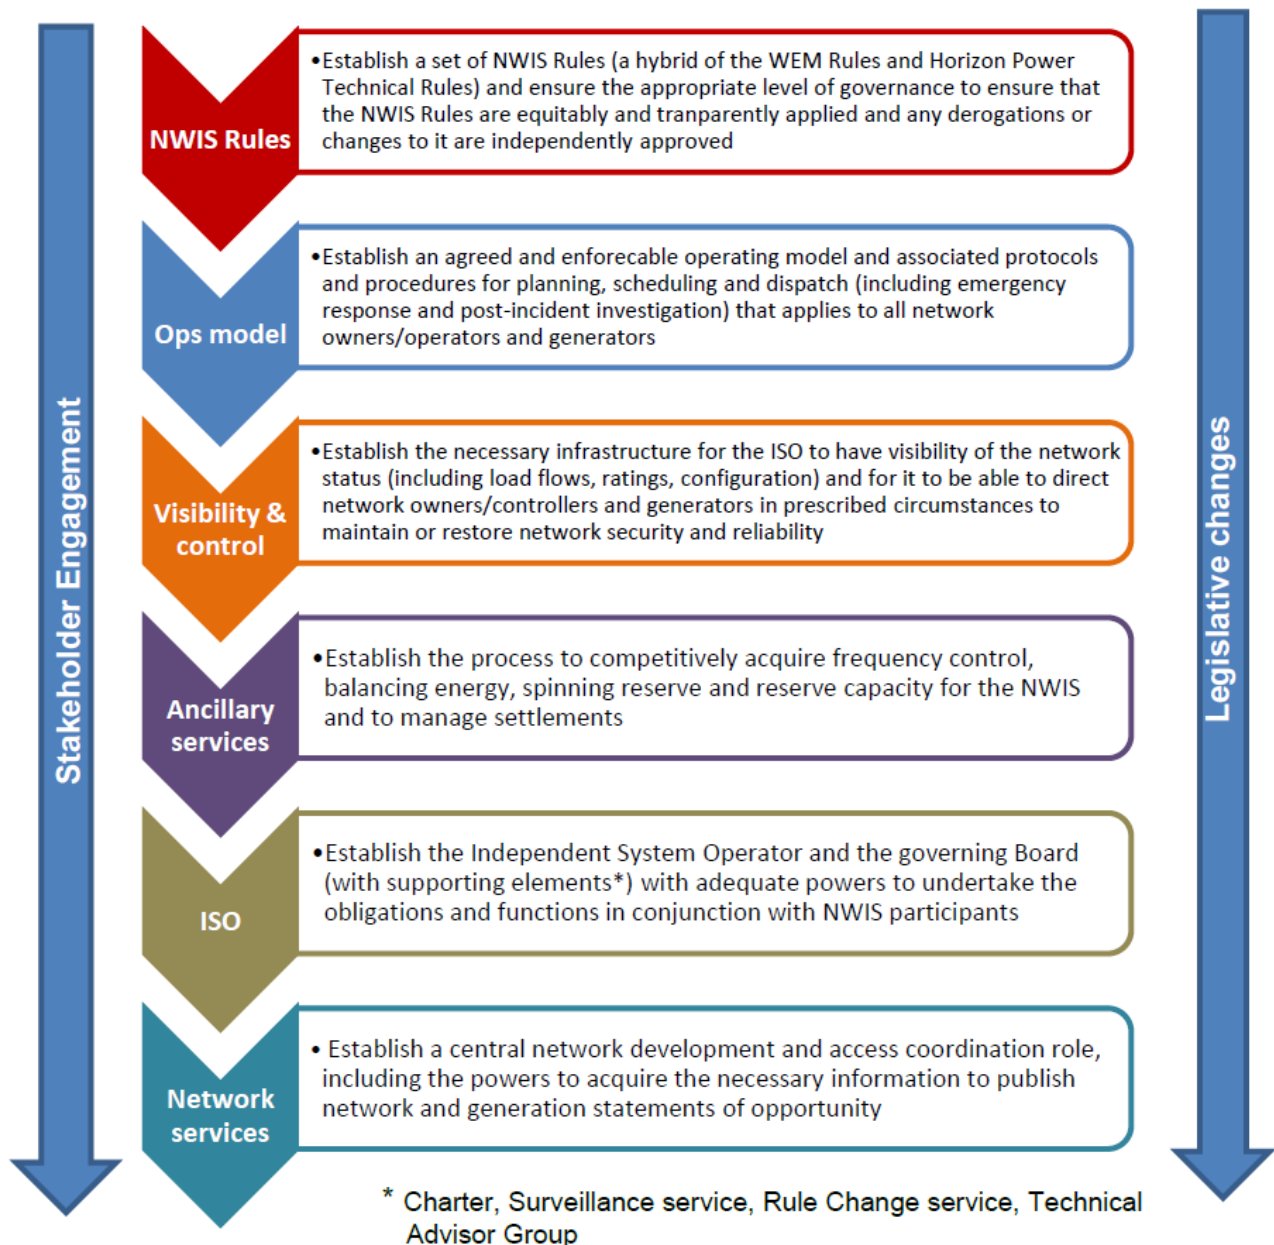 Stakeholder Engagement
NWIS Rules
•Establish a set of NWIS Rules (a hybrid of the WEM Rules and Horizon Power
Technical Rules) and ensure the appropriate level of governance to ensure that
the NWIS Rules are equitably and tranparently applied and any derogations or
changes to it are independently approved
Ops model
•Establish an agreed and enforecable operating model and associated protocols
and procedures for planning, scheduling and dispatch (including emergency
response and post-incident investigation) that applies to all network
owners/operators and generators
Visibility &
control
•Establish the necessary infrastructure for the ISO to have visibility of the network
status (including load flows, ratings, configuration) and for it to be able to direct
network owners/controllers and generators in prescribed circumstances to
maintain or restore network security and reliability
Ancillary
services
•Establish the process to competitively acquire frequency control,
balancing energy, spinning reserve and reserve capacity for the NWIS
and to manage settlements
ISO
•Establish the Independent System Operator and the governing Board
(with supporting elements*) with adequate powers to undertake the
obligations and functions in conjunction with NWIS participants
Network
services
• Establish a central network development and access coordination role,
including the powers to acquire the necessary information to publish
network and generation statements of opportunity
Legislative changes
* Charter, Surveillance service, Rule Change service, Technical
Advisor Group